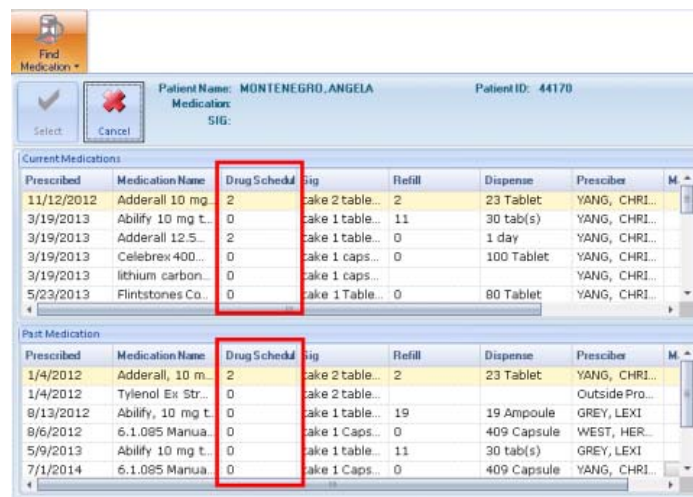 Find
Medication
Patient Name: MONTENEGRO, ANGELA Patient ID: 44170
Medication:
SIG:
Select Cancel
Current Medications
Prescribed Medication Name Drug Schedul Sig Refill Dispense Presciber M.
11/12/2012 Adderall 10 mg... 2 take 2 table... 2 23 Tablet YANG, CHRI...
3/19/2013 Abilify 10 mg t... 0 take 1 table... 11 30 tab(s) YANG, CHRI...
3/19/2013 Adderall 12.5... 2 take 1 table... 0 1 day YANG, CHRI...
3/19/2013 Celebrex 400... 0 take 1 caps... 0 100 Tablet YANG, CHRI...
3/19/2013 lithium carbon... 0 take 1 caps... YANG, CHRI...
5/23/2013 Flintstones Co... 0 take 1 Table... 0 80 Tablet YANG, CHRI...
Past Medication
Prescribed Medication Name Drug Schedul Sig Refill Dispense Presciber M.
1/4/2012 Adderall, 10 m... 2 take 2 table... 2 23 Tablet YANG, CHRI...
1/4/2012 Tylenol Ex Str... 0 take 2 table... Outside Pro...
8/13/2012 Abilify, 10 mg t... 0 take 1 table... 19 19 Ampoule GREY, LEXI
8/6/2012 6.1.085 Manua... 0 take 1 Caps... 0 409 Capsule WEST, HER...
5/9/2013 Abilify 10 mg t... 0 take 1 table... 11 30 tab(s) GREY, LEXI
7/1/2014 6.1.085 Manua... 0 take 1 Caps... 0 409 Capsule YANG, CHRI...